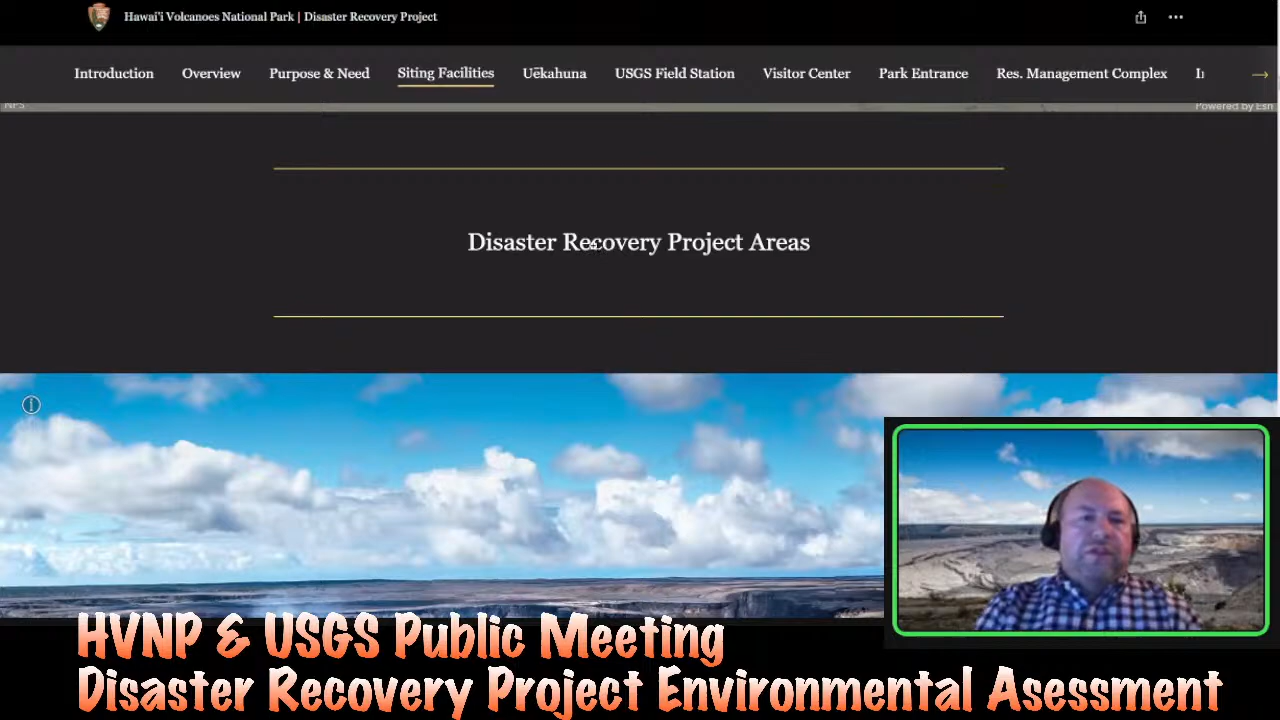 Hawai'i Volcanoes National Park | Disaster Recovery Project
Introduction Overview Purpose & Need Siting Facilities Uēkahuna USGS Field Station Visitor Center Park Entrance Res. Management Complex
NPS Powered by Esri
Disaster Recovery Project Areas
HVNP & USGS Public Meeting
Disaster Recovery Project Environmental Asessment